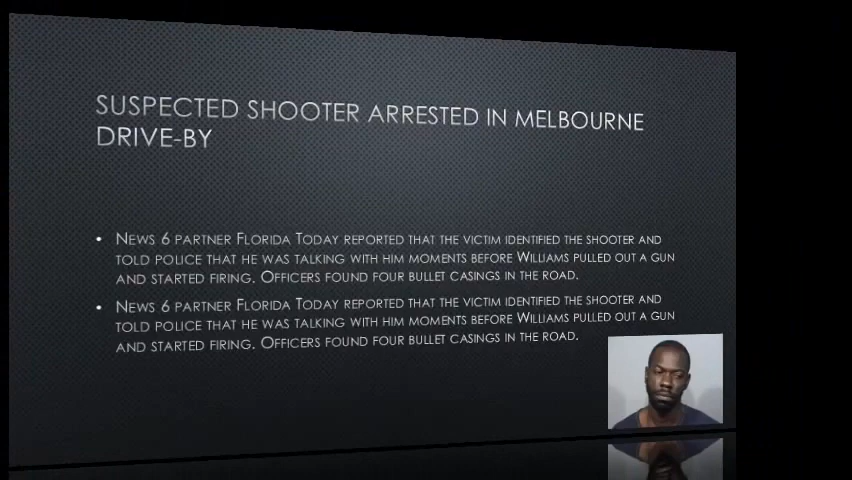 SUSPECTED SHOOTER ARRESTED IN MELBOURNE
DRIVE-BY
• NEWS 6 PARTNER FLORIDA TODAY REPORTED THAT THE VICTIM IDENTIFIED THE SHOOTER AND
TOLD POLICE THAT HE WAS TALKING WITH HIM MOMENTS BEFORE WILLIAMS PULLED OUT A GUN
AND STARTED FIRING. OFFICERS FOUND FOUR BULLET CASINGS IN THE ROAD.
• NEWS 6 PARTNER FLORIDA TODAY REPORTED THAT THE VICTIM IDENTIFIED THE SHOOTER AND
TOLD POLICE THAT HE WAS TALKING WITH HIM MOMENTS BEFORE WILLIAMS PULLED OUT A GUN
AND STARTED FIRING. OFFICERS FOUND FOUR BULLET CASINGS IN THE ROAD.